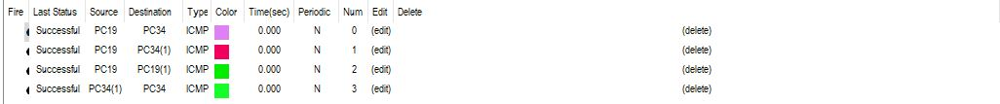 Fire Last Status Source Destination Type Color Time(sec) Periodic Num Edit Delete
Successful PC19 PC34 ICMP 0.000 N 0 (edit) (delete)
Successful PC19 PC34(1) ICMP 0.000 N 1 (edit) (delete)
Successful PC19 PC19(1) ICMP 0.000 N 2 (edit) (delete)
Successful PC34(1) PC34 ICMP 0.000 N 3 (edit) (delete)